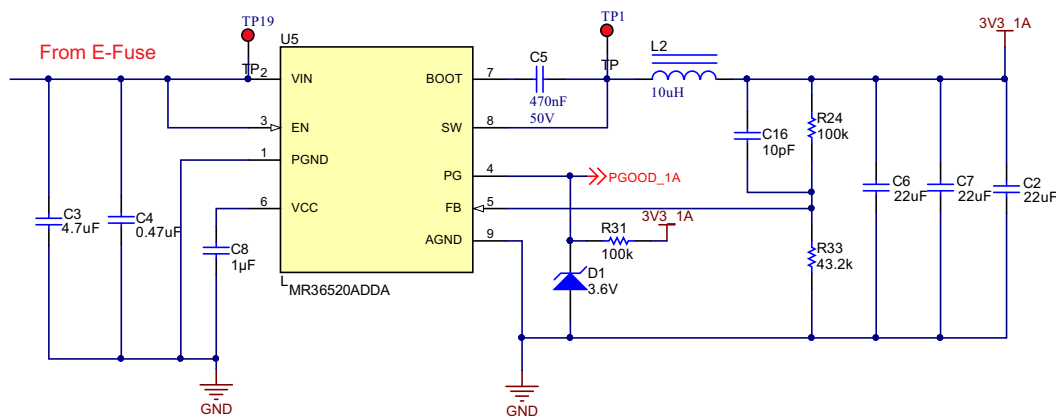 TP19
TP1
3V3_1A
From E-Fuse
U5
L2
TP
2
VIN
BOOT
7
C5
TP
470nF
50V
10uH
3
EN
SW
8
R24
100k
C16
10pF
1
PGND
PG
4
PGOOD_1A
6
VCC
FB
5
3V3_1A
C3
4.7uF
C4
0.47uF
C8
1µF
AGND
9
R31
100k
R33
43.2k
C6
22uF
C7
22uF
C2
22uF
D1
3.6V
LMR36520ADDA
GND
GND